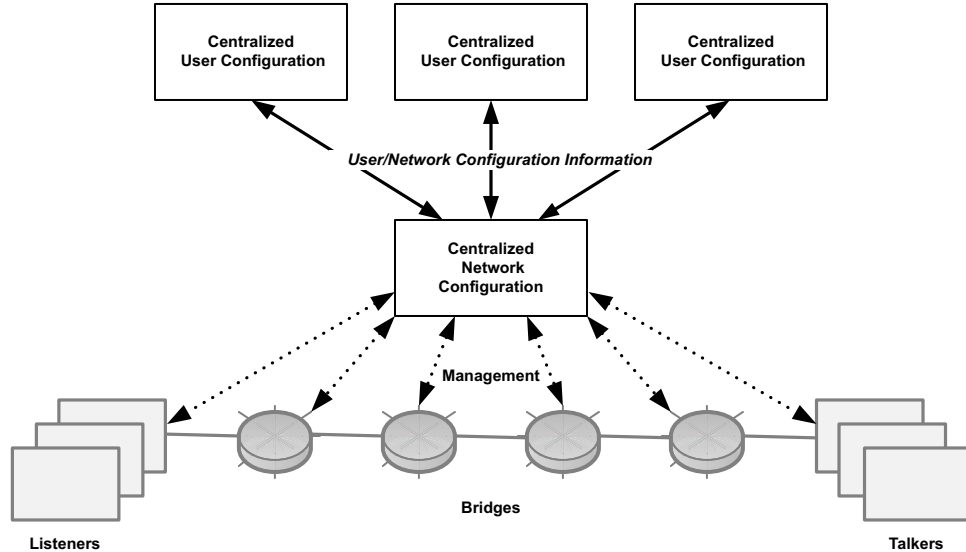 Centralized
User Configuration
Centralized
User Configuration
Centralized
User Configuration
User/Network Configuration Information
Centralized
Network
Configuration
Management
Bridges
Listeners
Talkers